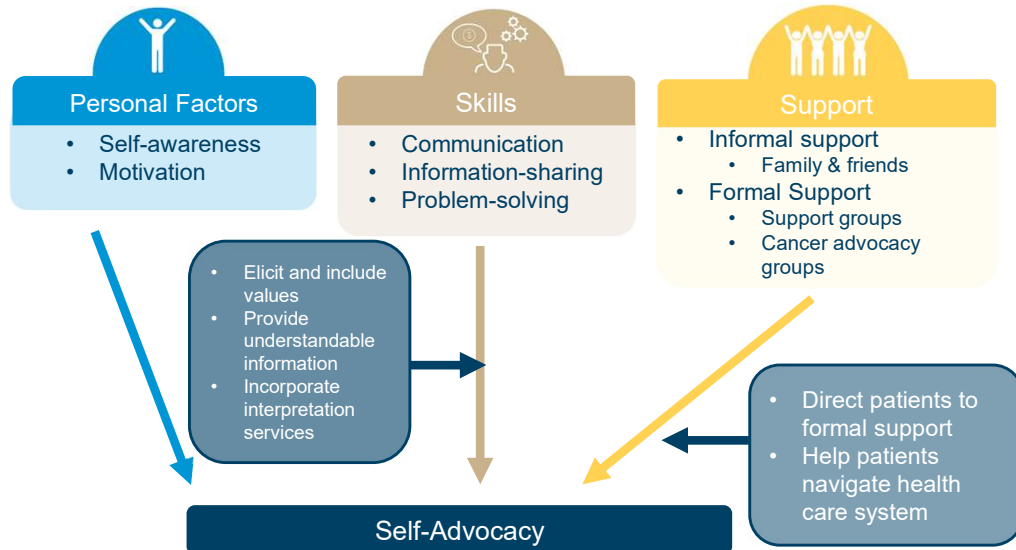 Personal Factors
• Self-awareness
• Motivation
Skills
• Communication
• Information-sharing
• Problem-solving
Support
• Informal support
• Family & friends
• Formal Support
• Support groups
• Cancer advocacy
groups
• Elicit and include
values
• Provide
understandable
information
• Incorporate
interpretation
services
• Direct patients to
formal support
• Help patients
navigate health
care system
Self-Advocacy